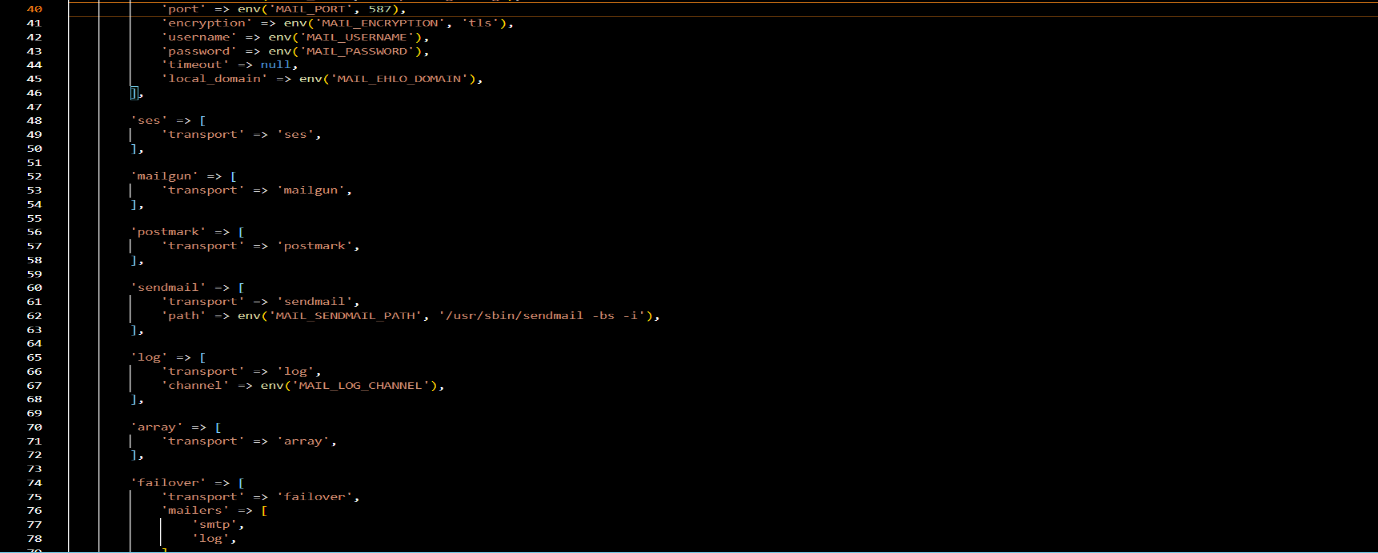 40 'port' => env('MAIL_PORT', 587),
41 'encryption' => env('MAIL_ENCRYPTION', 'tls'),
42 'username' => env('MAIL_USERNAME'),
43 'password' => env('MAIL_PASSWORD'),
44 'timeout' => null,
45 'local_domain' => env('MAIL_EHLO_DOMAIN'),
46 ],
47
48 'ses' => [
49 'transport' => 'ses',
50 ],
51
52 'mailgun' => [
53 'transport' => 'mailgun',
54 ],
55
56 'postmark' => [
57 'transport' => 'postmark',
58 ],
59
60 'sendmail' => [
61 'transport' => 'sendmail',
62 'path' => env('MAIL_SENDMAIL_PATH', '/usr/sbin/sendmail -bs -i'),
63 ],
64
65 'log' => [
66 'transport' => 'log',
67 'channel' => env('MAIL_LOG_CHANNEL'),
68 ],
69
70 'array' => [
71 'transport' => 'array',
72 ],
73
74 'failover' => [
75 'transport' => 'failover',
76 'mailers' => [
77 'smtp',
78 'log',